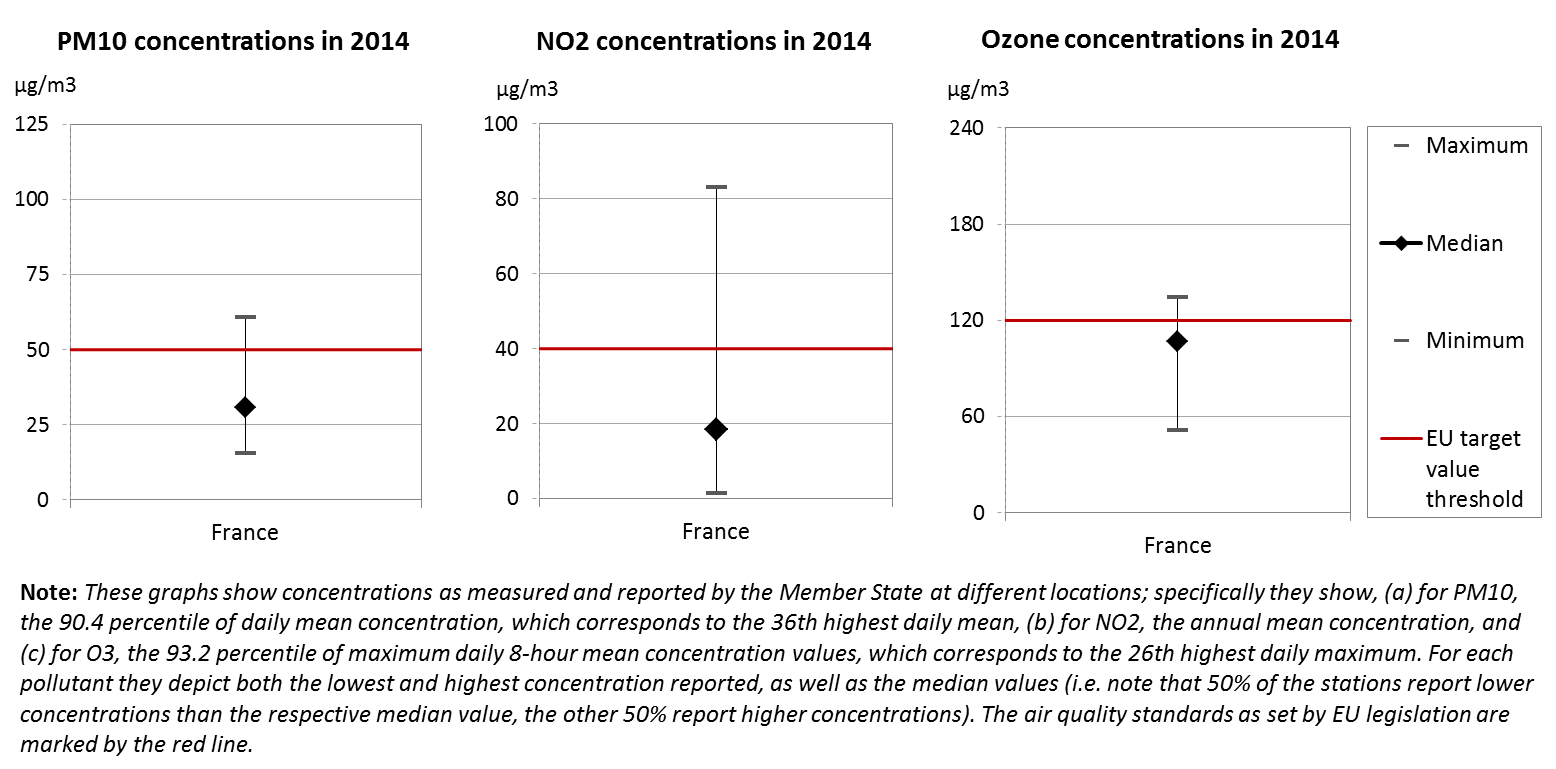 PM10 concentrations in 2014
µg/m3
125
100
75
50
25
0
France
NO2 concentrations in 2014
µg/m3
100
80
60
40
20
0
France
Ozone concentrations in 2014
µg/m3
240
180
120
60
0
France
Maximum
Median
Minimum
EU target
value
threshold
Note: These graphs show concentrations as measured and reported by the Member State at different locations; specifically they show, (a) for PM10,
the 90.4 percentile of daily mean concentration, which corresponds to the 36th highest daily mean, (b) for NO2, the annual mean concentration, and
(c) for O3, the 93.2 percentile of maximum daily 8-hour mean concentration values, which corresponds to the 26th highest daily maximum. For each
pollutant they depict both the lowest and highest concentration reported, as well as the median values (i.e. note that 50% of the stations report lower
concentrations than the respective median value, the other 50% report higher concentrations). The air quality standards as set by EU legislation are
marked by the red line.